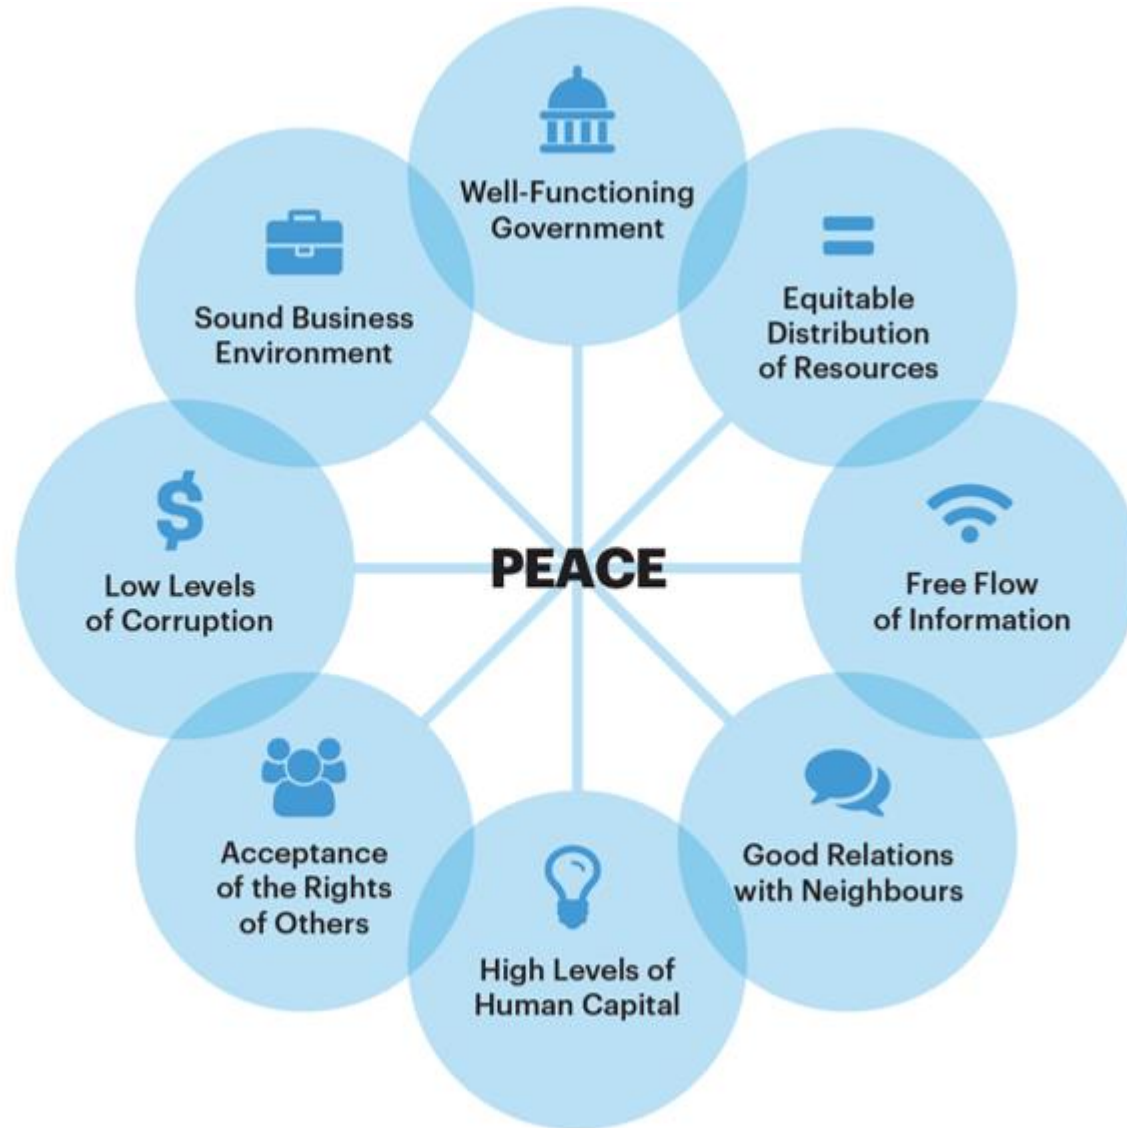 Well-Functioning
Government
Equitable
Distribution
of Resources
Free Flow
of Information
Good Relations
with Neighbours
High Levels of
Human Capital
Acceptance
of the Rights
of Others
Low Levels
of Corruption
Sound Business
Environment
PEACE